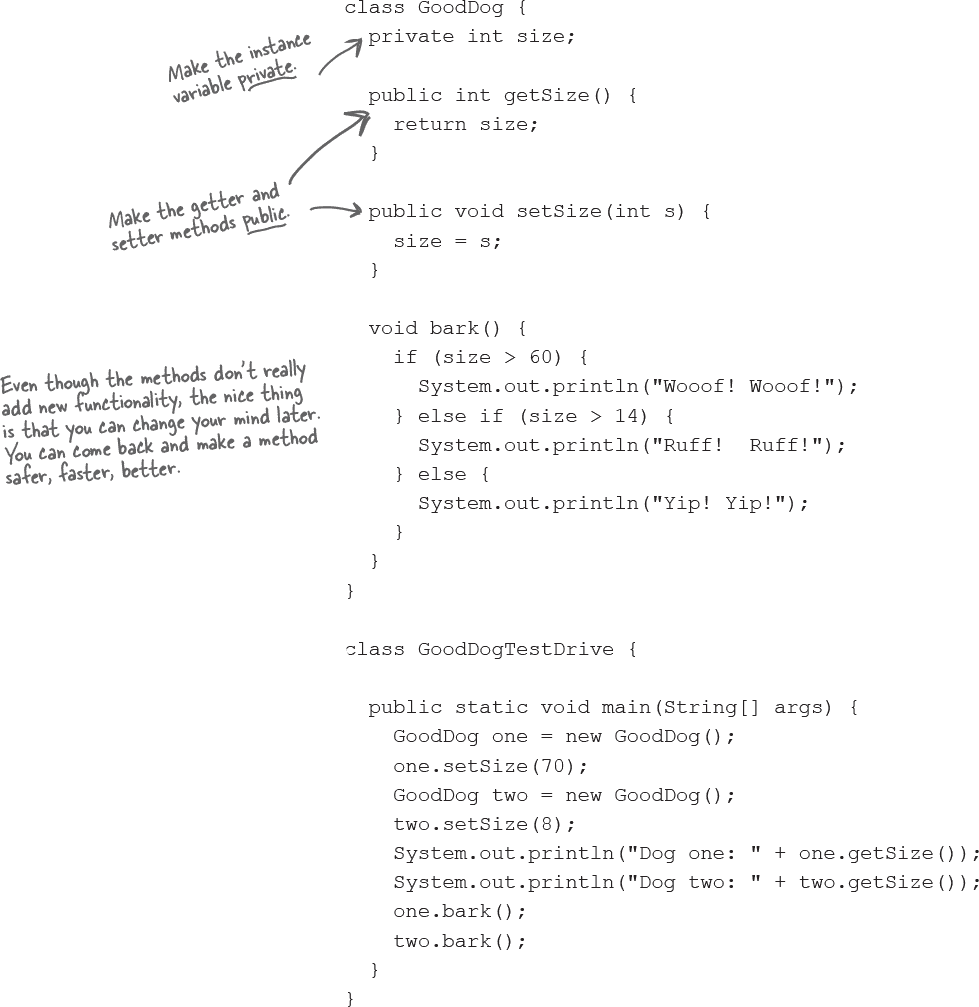 class GoodDog {
private int size;
Make the instance
variable private.
public int getSize() {
return size;
}
Make the getter and
setter methods public.
public void setSize(int s) {
size = s;
}
void bark() {
if (size > 60) {
System.out.println("Wooof! Wooof!");
} else if (size > 14) {
System.out.println("Ruff!  Ruff!");
} else {
System.out.println("Yip! Yip!");
}
}
}
Even though the methods don't really
add new functionality, the nice thing
is that you can change your mind later.
You can come back and make a method
safer, faster, better.
class GoodDogTestDrive {
public static void main(String[] args) {
GoodDog one = new GoodDog();
one.setSize(70);
GoodDog two = new GoodDog();
two.setSize(8);
System.out.println("Dog one: " + one.getSize());
System.out.println("Dog two: " + two.getSize());
one.bark();
two.bark();
}
}